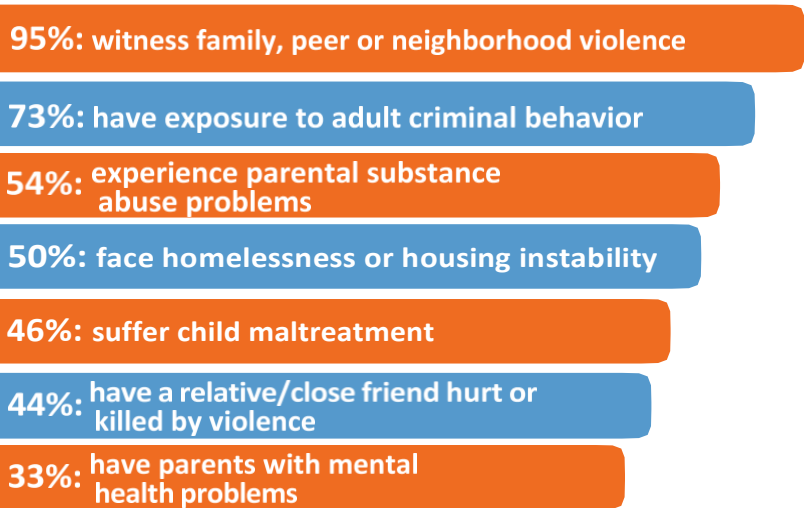 95%: witness family, peer or neighborhood violence
73%: have exposure to adult criminal behavior
54%: experience parental substance
abuse problems
50%: face homelessness or housing instability
46%: suffer child maltreatment
44%: have a relative/close friend hurt or
killed by violence
33%: have parents with mental
health problems